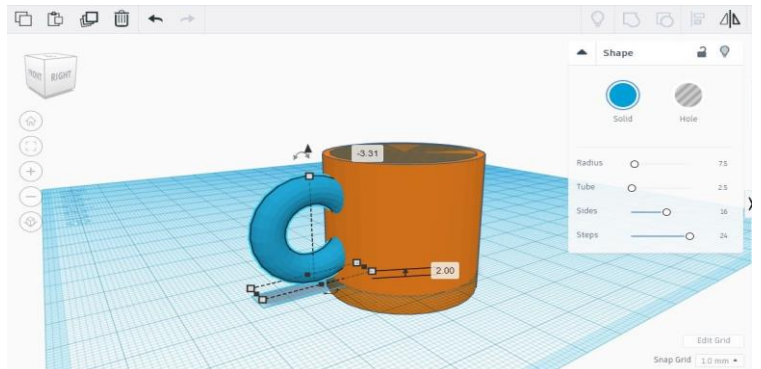 Shape
FRONT
RIGHT
Solid
Hole
-3.31
Radius 7.5
Tube 2.5
Sides 16
Steps 24
2.00
Edit Grid
Snap Grid 1.0 mm